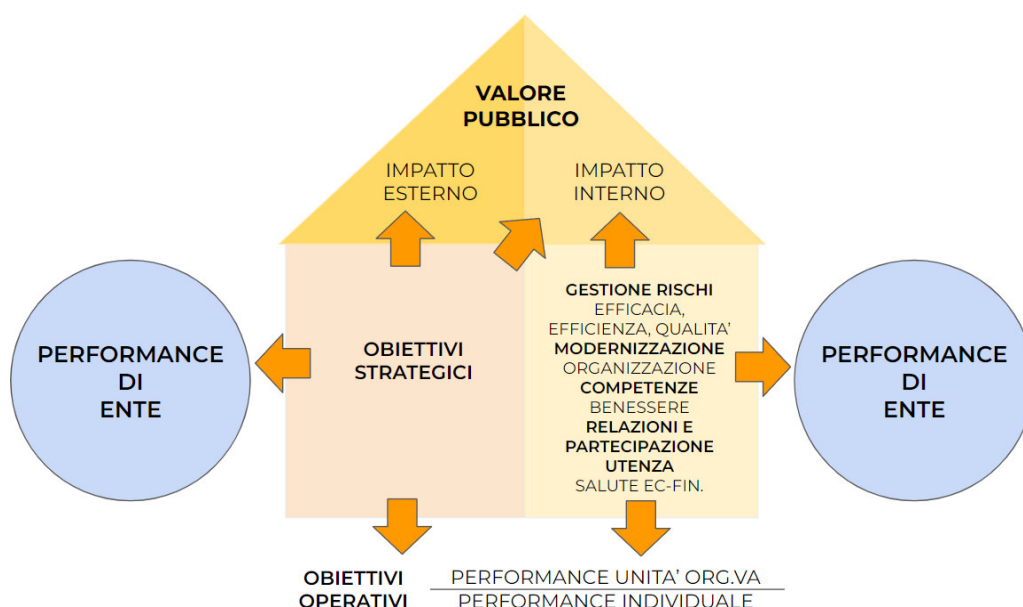 VALORE
PUBBLICO
IMPATTO
ESTERNO
IMPATTO
INTERNO
PERFORMANCE
DI
ENTE
OBIETTIVI
STRATEGICI
GESTIONE RISCHI
EFFICACIA,
EFFICIENZA, QUALITA’
MODERNIZZAZIONE
ORGANIZZAZIONE
COMPETENZE
BENESSERE
RELAZIONI E
PARTECIPAZIONE
UTENZA
SALUTE EC-FIN.
PERFORMANCE
DI
ENTE
OBIETTIVI
OPERATIVI
PERFORMANCE UNITA’ ORG.VA
PERFORMANCE INDIVIDUALE